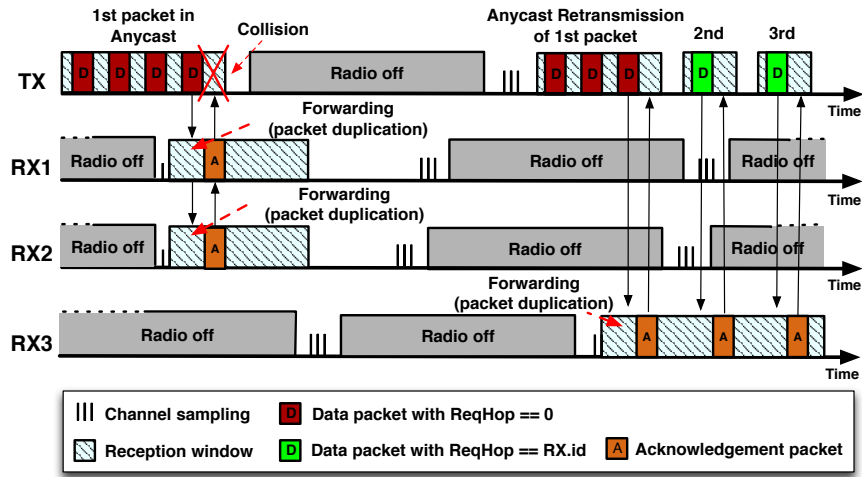 1st packet in
Anycast
Collision
Anycast Retransmission
of 1st packet
2nd
3rd
TX
D D D D
Radio off
D D D
D
D
Time
Forwarding
(packet duplication)
RX1
Radio off
A
Radio off
Radio off
Time
Forwarding
(packet duplication)
RX2
Radio off
A
Radio off
Radio off
Time
Forwarding
(packet duplication)
RX3
Radio off
Radio off
A
A
A
Time
Channel sampling
D Data packet with ReqHop == 0
Reception window
D Data packet with ReqHop == RX.id
A Acknowledgement packet